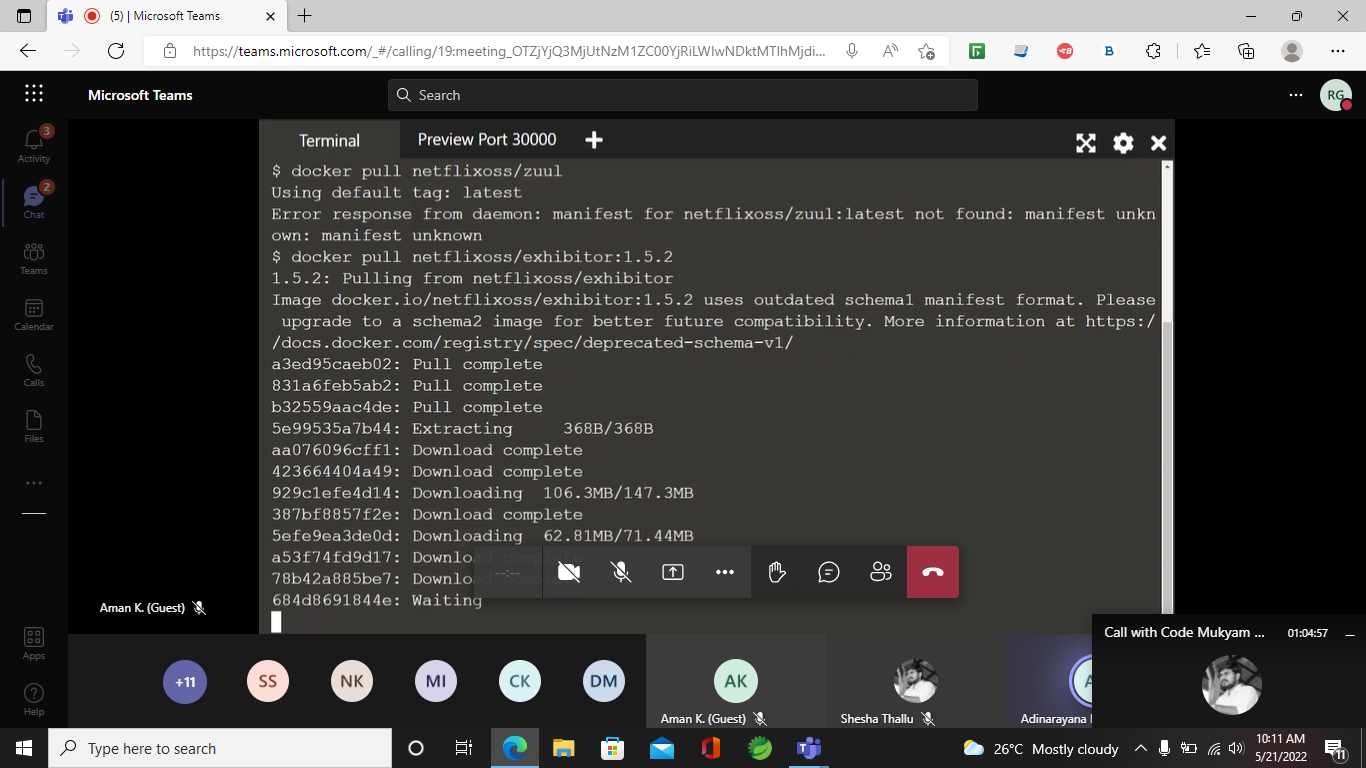 (5) | Microsoft Teams
https://teams.microsoft.com/_#/calling/19:meeting_OTZjYjQ3MjUtNzM1ZC00YjRiLWIwNDktMTlhMjdi...
Microsoft Teams
Search
RG
3
Activity
2
Chat
Teams
Calendar
Calls
Files
Apps
Help
Terminal
Preview Port 30000
$ docker pull netflixoss/zuul
Using default tag: latest
Error response from daemon: manifest for netflixoss/zuul:latest not found: manifest unkn
own: manifest unknown
$ docker pull netflixoss/exhibitor:1.5.2
1.5.2: Pulling from netflixoss/exhibitor
Image docker.io/netflixoss/exhibitor:1.5.2 uses outdated schema1 manifest format. Please
upgrade to a schema2 image for better future compatibility. More information at https:/
/docs.docker.com/registry/spec/deprecated-schema-v1/
a3ed95caeb02: Pull complete
831a6feb5ab2: Pull complete
b32559aac4de: Pull complete
5e99535a7b44: Extracting 368B/368B
aa076096cff1: Download complete
423664404a49: Download complete
929c1efe4d14: Downloading 106.3MB/147.3MB
387bf8857f2e: Download complete
5efe9ea3de0d: Downloading 62.81MB/71.44MB
a53f74fd9d17: Download complete
78b42a885be7: Download complete
684d8691844e: Waiting
--:--
Aman K. (Guest)
+11
SS
NK
MI
CK
DM
AK
Aman K. (Guest)
Shesha Thallu
Adinarayana
Call with Code Mukyam ...
01:04:57
Type here to search
26°C Mostly cloudy
10:11 AM
5/21/2022
11